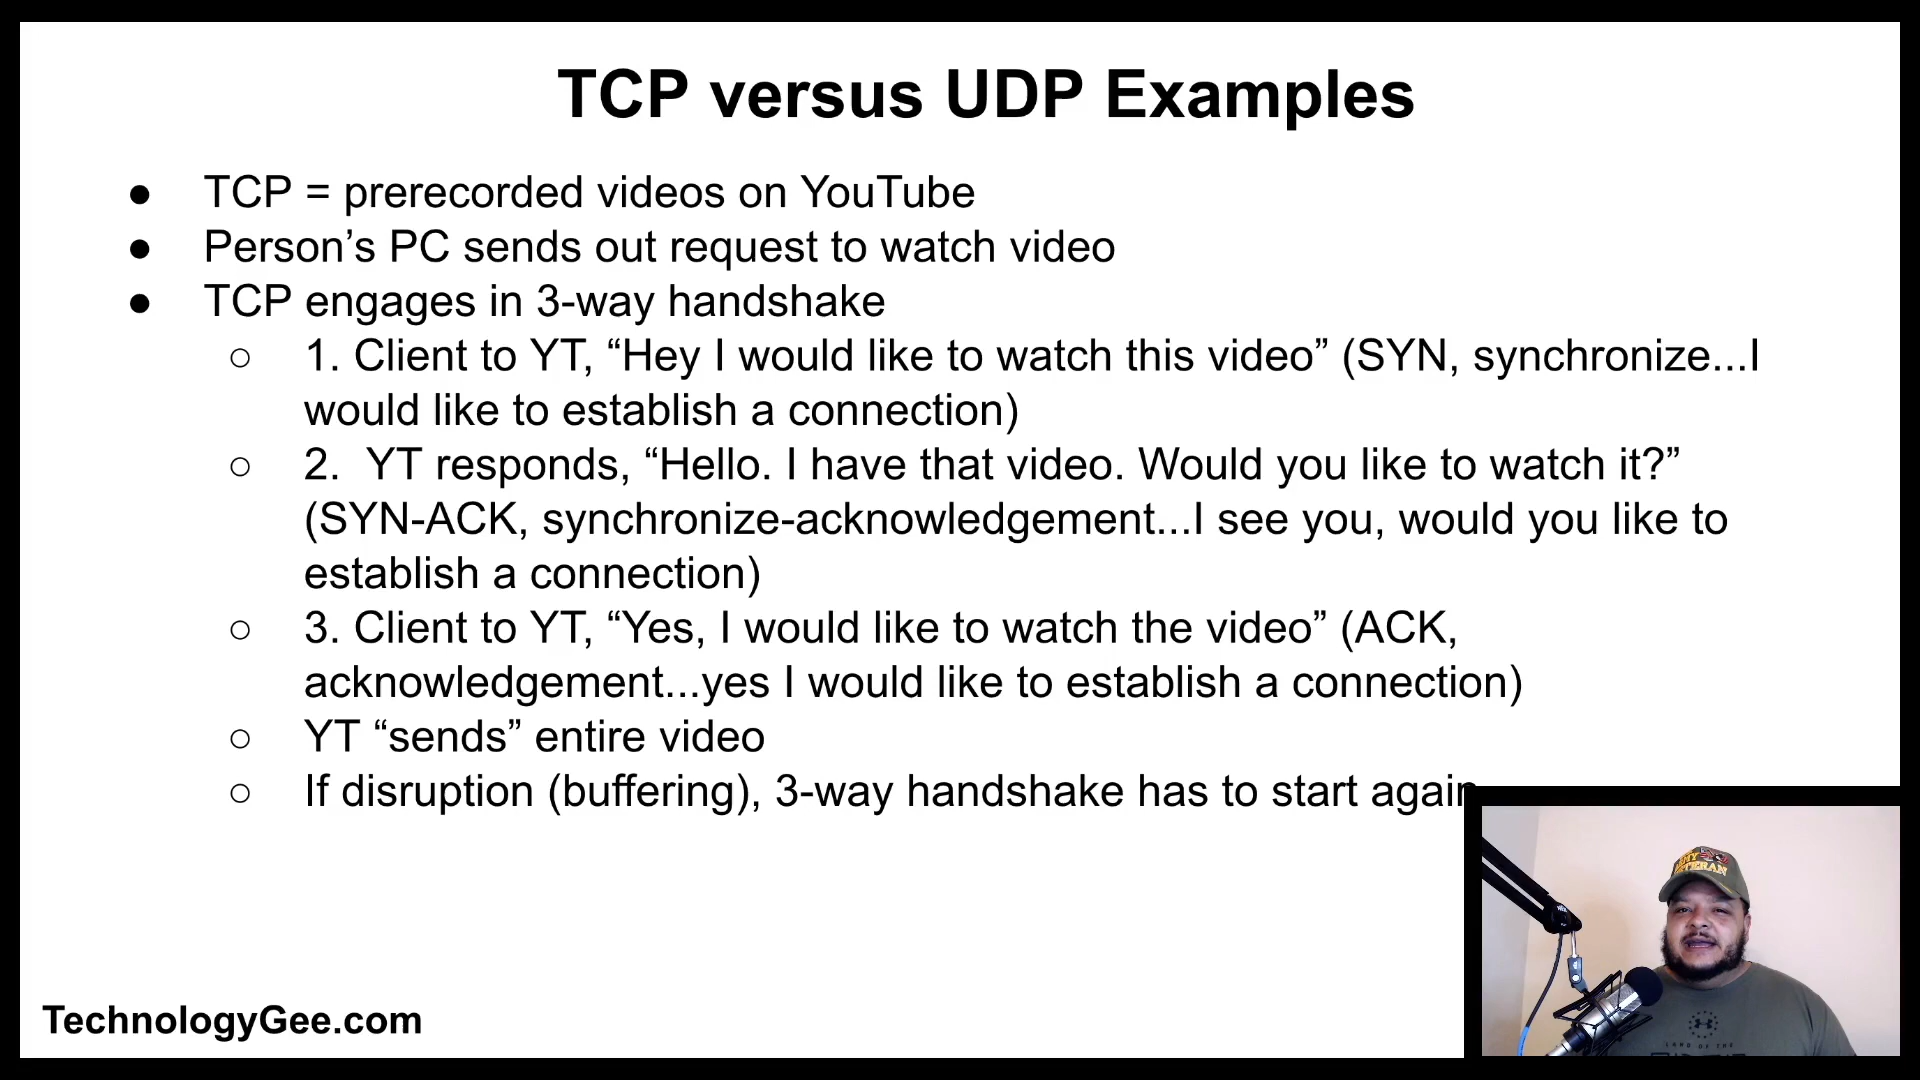 TCP versus UDP Examples
● TCP = prerecorded videos on YouTube
● Person’s PC sends out request to watch video
● TCP engages in 3-way handshake
○ 1. Client to YT, “Hey I would like to watch this video” (SYN, synchronize...I
would like to establish a connection)
○ 2.  YT responds, “Hello. I have that video. Would you like to watch it?”
(SYN-ACK, synchronize-acknowledgement...I see you, would you like to
establish a connection)
○ 3. Client to YT, “Yes, I would like to watch the video” (ACK,
acknowledgement...yes I would like to establish a connection)
○ YT “sends” entire video
○ If disruption (buffering), 3-way handshake has to start again
ARMY
VETERAN
LAND OF THE
TechnologyGee.com